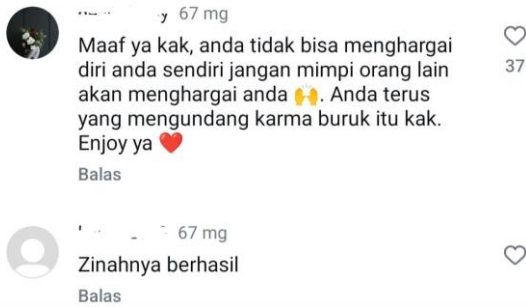 67 mg
Maaf ya kak, anda tidak bisa menghargai
diri anda sendiri jangan mimpi orang lain
akan menghargai anda 🙌. Anda terus
yang mengundang karma buruk itu kak.
Enjoy ya ❤️
37
Balas
67 mg
Zinahnya berhasil
Balas